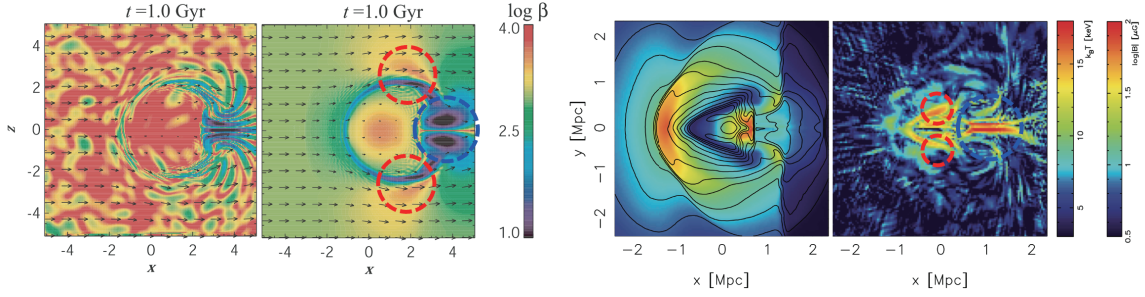 t=1.0 Gyr
t=1.0 Gyr
log β
4
2
0
-2
-4
z
-4 -2 0 2 4
x
-4 -2 0 2 4
x
4.0
2.5
1.0
2
1
0
−1
−2
y [Mpc]
−2 −1 0 1 2
x [Mpc]
−2 −1 0 1 2
x [Mpc]
15
10
5
k_BT [keV]
2
1.5
1
0.5
log|B| [μG]